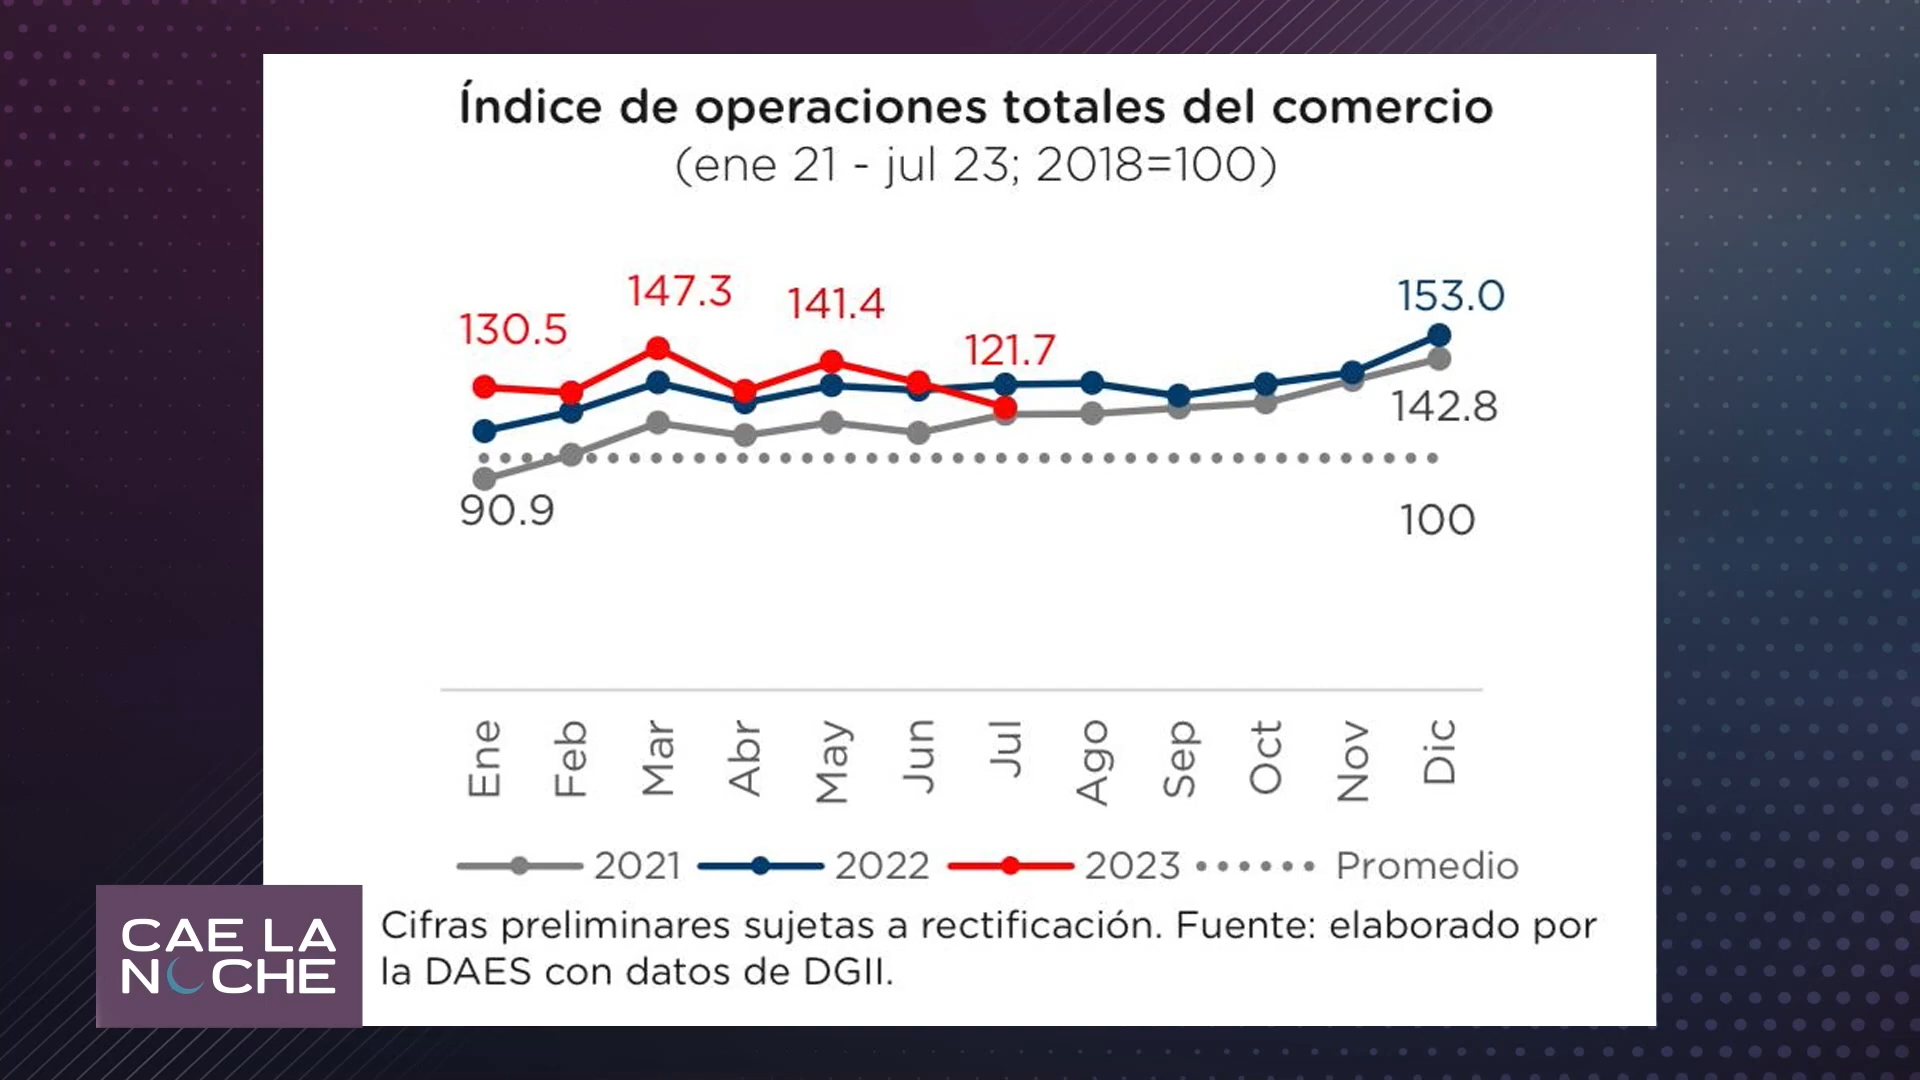 Índice de operaciones totales del comercio
(ene 21 - jul 23; 2018=100)
130.5
147.3
141.4
121.7
153.0
142.8
90.9
100
Ene
Feb
Mar
Abr
May
Jun
Jul
Ago
Sep
Oct
Nov
Dic
2021 2022 2023 Promedio
Cifras preliminares sujetas a rectificación. Fuente: elaborado por
la DAES con datos de DGII.
CAE LA
NOCHE